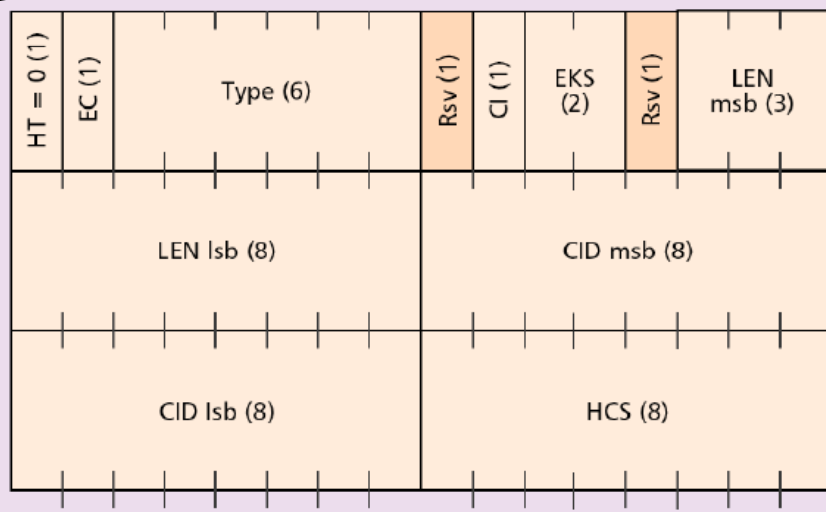 HT = 0 (1)
EC (1)
Type (6)
Rsv (1)
CI (1)
EKS
(2)
Rsv (1)
LEN
msb (3)
LEN lsb (8)
CID msb (8)
CID lsb (8)
HCS (8)